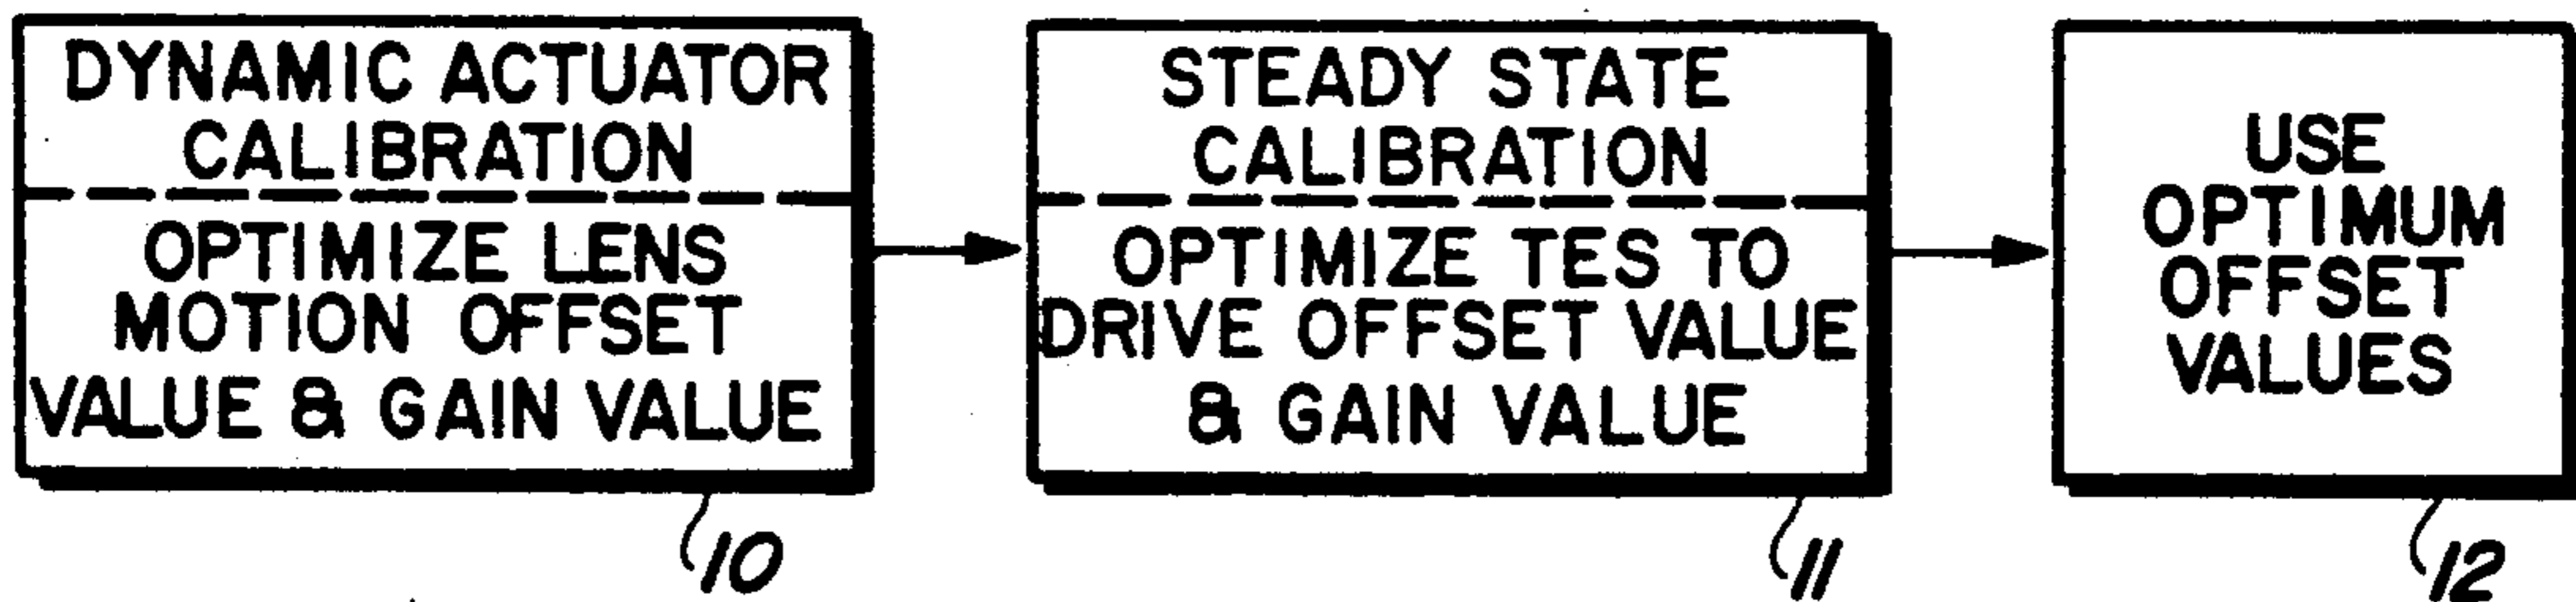 DYNAMIC ACTUATOR
CALIBRATION
OPTIMIZE LENS
MOTION OFFSET
VALUE & GAIN VALUE
10
STEADY STATE
CALIBRATION
OPTIMIZE TES TO
DRIVE OFFSET VALUE
& GAIN VALUE
11
USE
OPTIMUM
OFFSET
VALUES
12